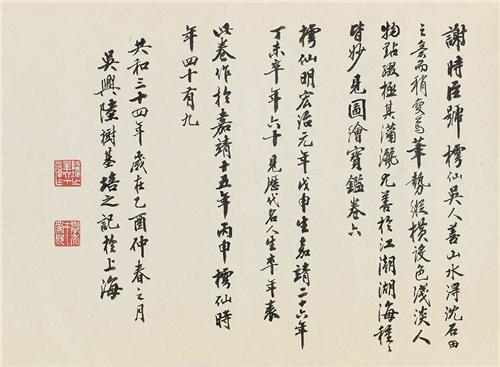 謝時臣號樗仙吳人善山水淂沈石田
之意而稍變焉筆勢縱橫設色淺淡人
物點綴極其瀟灑尤善於江潮湖海種〻
皆妙見圖繪寶鑑卷六
樗仙明宏治元年戊申生嘉靖二十六年
丁未卒年六十見歷代名人生卒年表
此卷作於嘉靖十五年丙申樗仙時
年四十有九
共和三十四年歲在乙酉仲春之月
吳興陸樹基培之記於上海